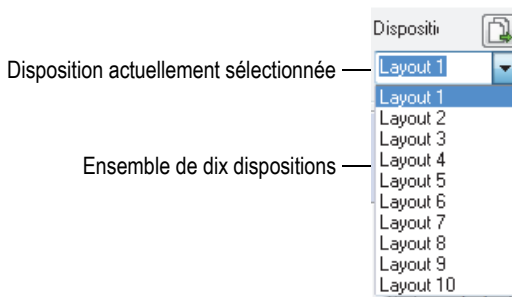 Dispositi
Disposition actuellement sélectionnée
Layout 1
Layout 1
Layout 2
Layout 3
Layout 4
Ensemble de dix dispositions
Layout 5
Layout 6
Layout 7
Layout 8
Layout 9
Layout 10